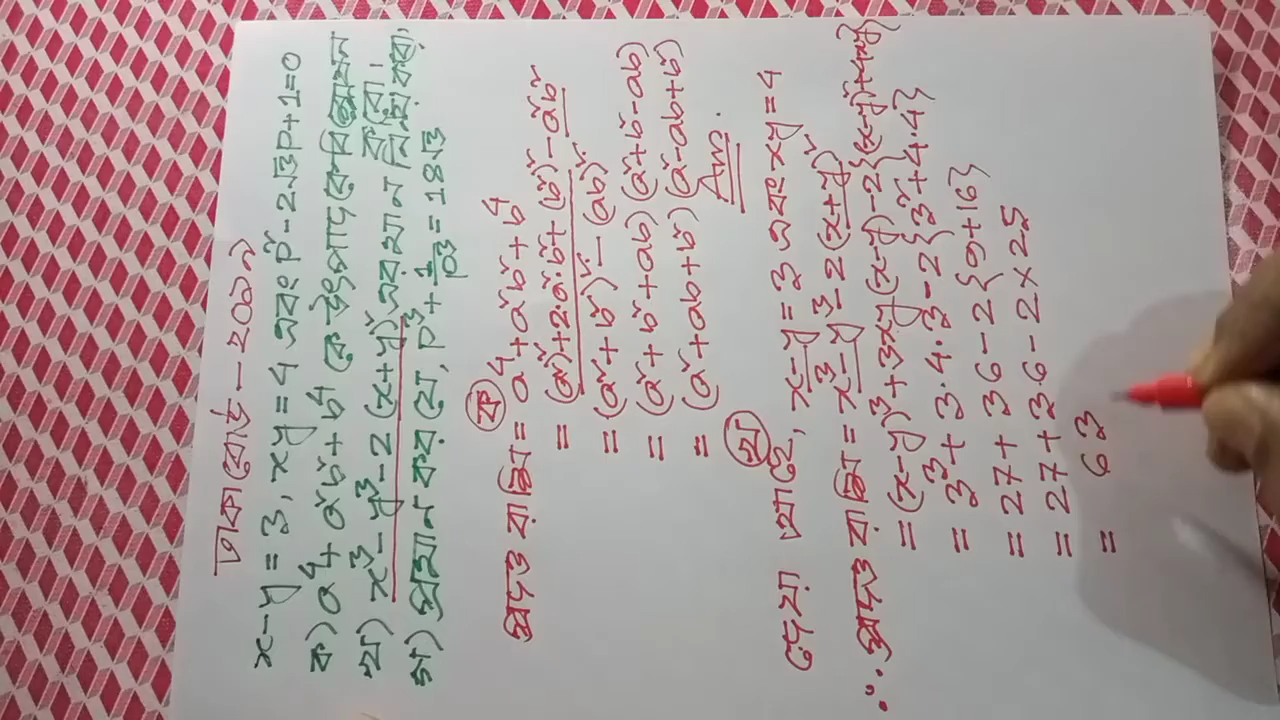 ঢাকা বোর্ড - ২০১৭
x-y = 3, xy = 4 এবং p² - 2√3p + 1 = 0
ক) a⁴ + a²b² + b⁴ কে উৎপাদকে
খ) x³ - y³ - 2(x+y)² এর মান নির্ণয় কর।
গ) প্রমাণ কর যে, p³ + 1/p³ = 18√3
ক
প্রদত্ত রাশি = a⁴ + a²b² + b⁴
= (a²)² + 2a².b² + (b²)² - a²b²
= (a² + b²)² - (ab)²
= (a² + b² + ab)(a² + b² - ab)
= (a² + ab + b²)(a² - ab + b²)
Ans.
খ
দেয়া আছে, x-y = 3 এবং xy = 4
∴ প্রদত্ত রাশি = x³ - y³ - 2(x+y)²
= (x-y)³ + 3xy(x-y) - 2{(x-y)² + 4xy}
= 3³ + 3.4.3 - 2{3² + 4.4}
= 27 + 36 - 2{9+16}
= 27 + 36 - 2×25
= 63